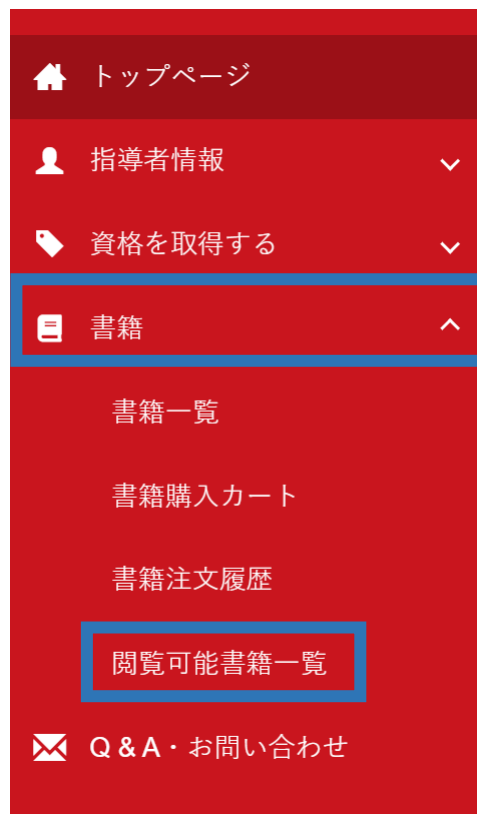 トップページ
指導者情報
資格を取得する
書籍
書籍一覧
書籍購入カート
書籍注文履歴
閲覧可能書籍一覧
Q & A・お問い合わせ